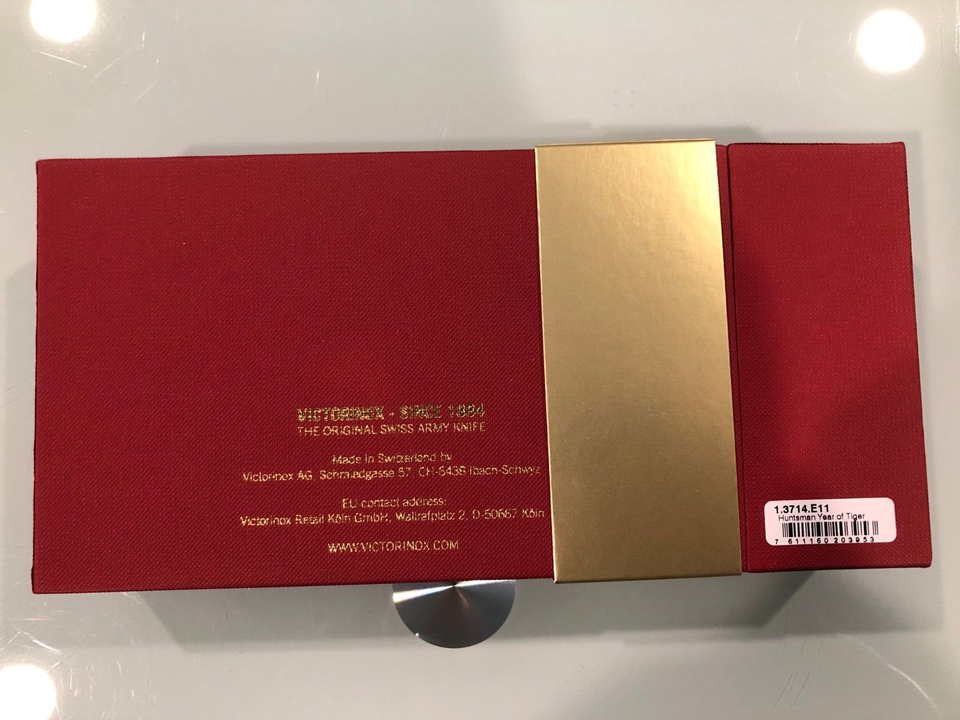 VICTORINOX - SINCE 1884
THE ORIGINAL SWISS ARMY KNIFE
Made in Switzerland by
Victorinox AG, Schmiedgasse 57, CH-6438 Ibach-Schwyz
EU contact address:
Victorinox Retail Köln GmbH, Wallrafplatz 2, D-50667 Köln
WWW.VICTORINOX.COM
1.3714.E11
Huntsman Year of Tiger
7 611160 203953